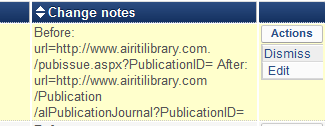 Change notes
Actions
Before:
url=http://www.airitilibrary.com.
/pubissue.aspx?PublicationID= After:
url=http://www.airitilibrary.com
/Publication
/alPublicationJournal?PublicationID=
Dismiss
Edit